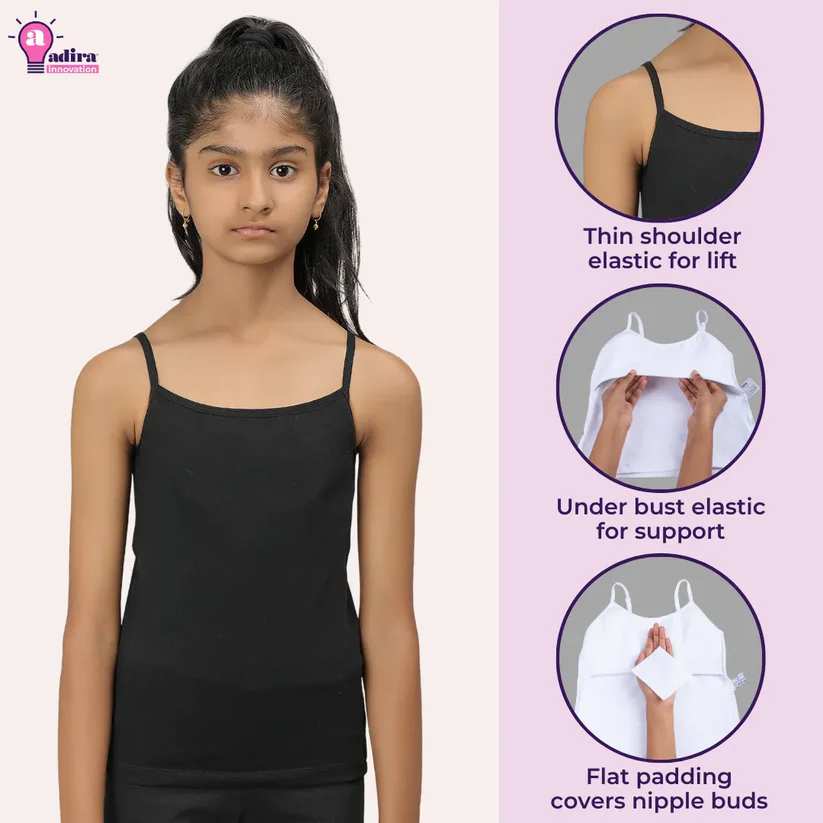 a
adira
innovation
Thin shoulder
elastic for lift
Under bust elastic
for support
Flat padding
covers nipple buds